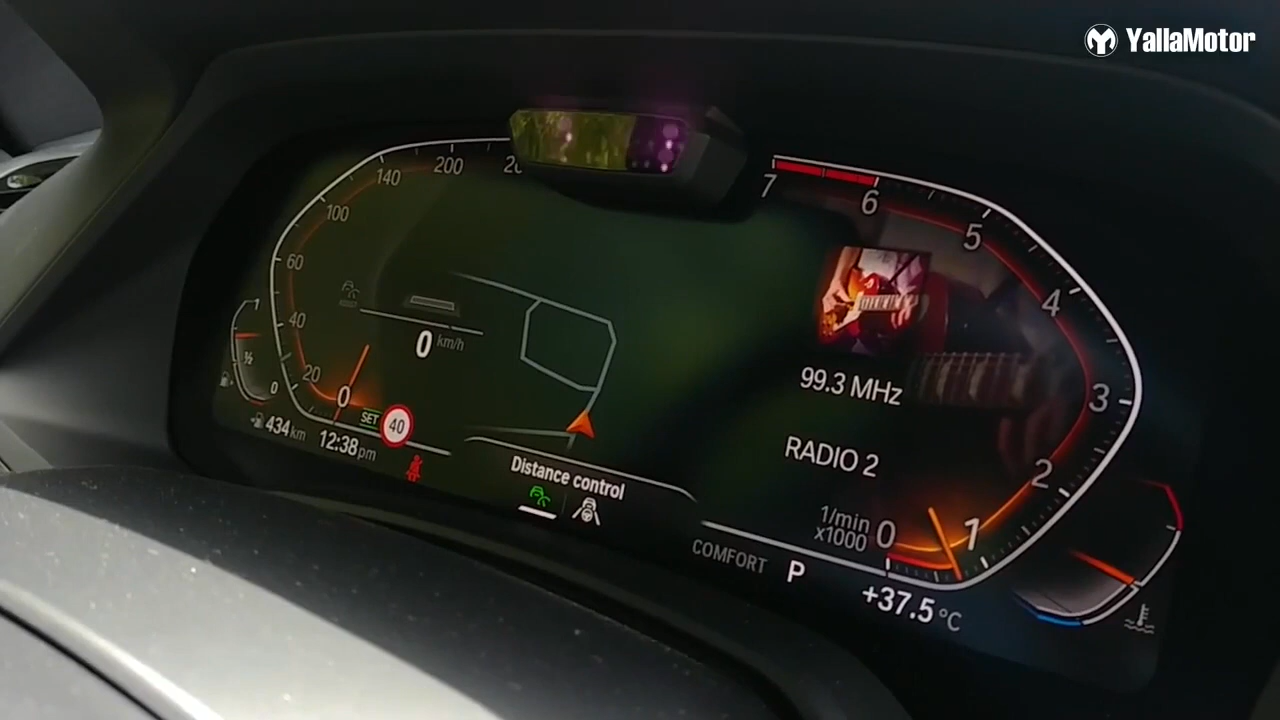 YallaMotor
200
140
100
60
40
20
0
1
½
0
0 km/h
SET 40
434 km 12:38 pm
Distance control
7
6
5
4
3
2
1
0
99.3 MHz
RADIO 2
1/min
x1000
COMFORT P
+37.5 °C